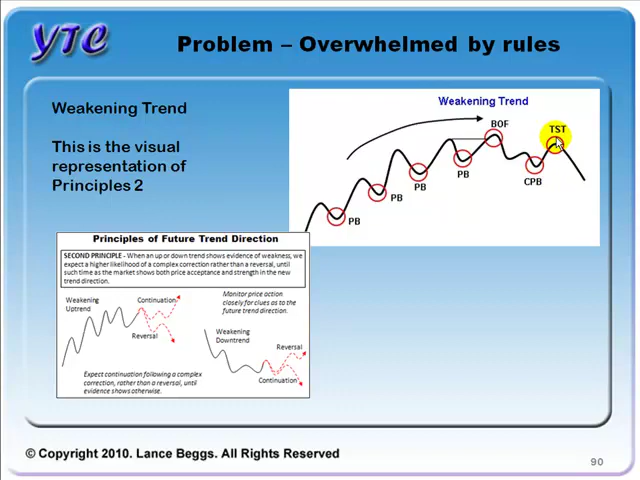 YTC
Problem – Overwhelmed by rules
Weakening Trend
This is the visual
representation of
Principles 2
Weakening Trend
BOF
TST
PB
PB
PB
PB
CPB
Principles of Future Trend Direction
SECOND PRINCIPLE - When an up or down trend shows evidence of weakness, we
expect a higher likelihood of a complex correction rather than a reversal, until
such time as the market shows both price acceptance and strength in the new
trend direction.
Weakening
Uptrend
Continuation
Reversal
Monitor price action
closely for clues as to the
future trend direction.
Weakening
Downtrend
Reversal
Continuation
Expect continuation following a complex
correction, rather than a reversal, until
evidence shows otherwise.
© Copyright 2010. Lance Beggs. All Rights Reserved
90